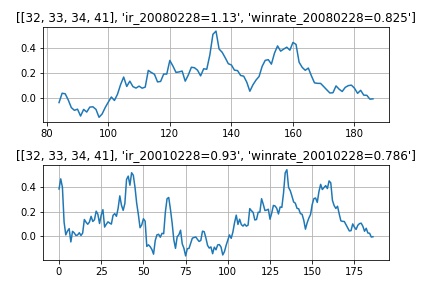 [[32, 33, 34, 41], 'ir_20080228=1.13', 'winrate_20080228=0.825']
0.4
0.2
0.0
80 100 120 140 160 180
[[32, 33, 34, 41], 'ir_20010228=0.93', 'winrate_20010228=0.786']
0.4
0.2
0.0
0 25 50 75 100 125 150 175